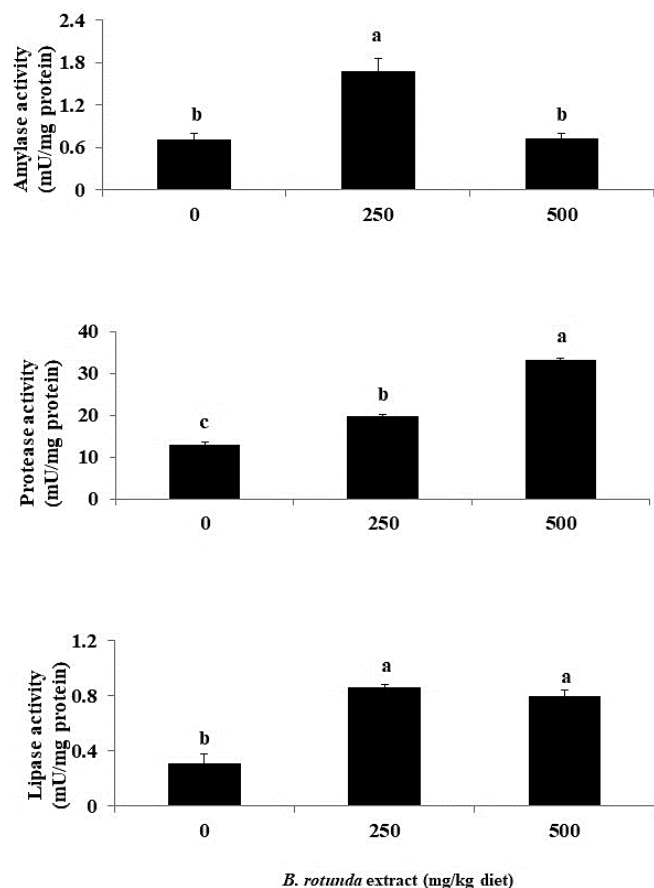 Amylase activity
(mU/mg protein)
2.4
1.8
1.2
0.6
0
b
a
b
0
250
500
Protease activity
(mU/mg protein)
40
30
20
10
0
c
b
a
0
250
500
Lipase activity
(mU/mg protein)
1.2
0.8
0.4
0
b
a
a
0
250
500
B. rotunda extract (mg/kg diet)